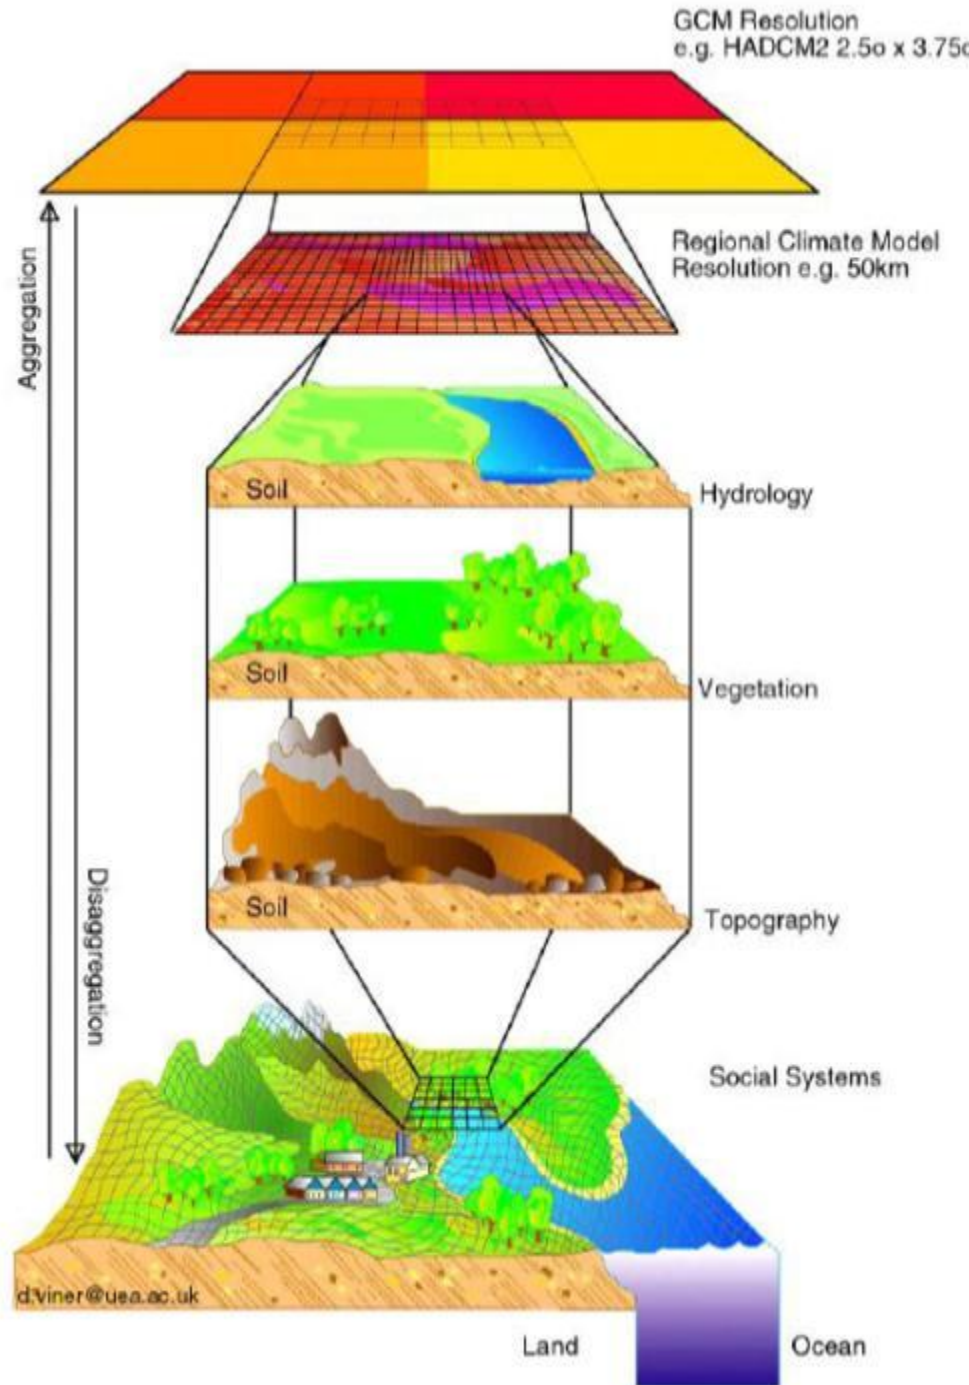 GCM Resolution
e.g. HADCM2 2.5o x 3.75o
Regional Climate Model
Resolution e.g. 50km
Aggregation
Soil
Hydrology
Soil
Vegetation
Soil
Topography
Disaggregation
Social Systems
d.viner@uea.ac.uk
Land
Ocean